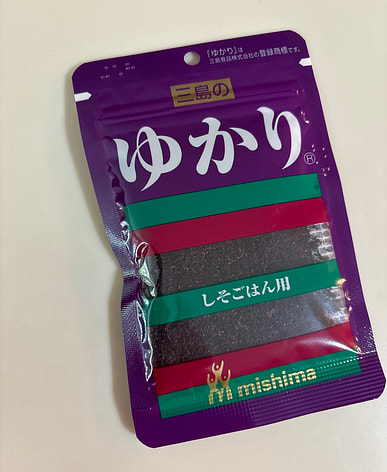 「ゆかり」は
三島食品株式会社の登録商標です。
三島の
ゆかり®
しそごはん用
mishima